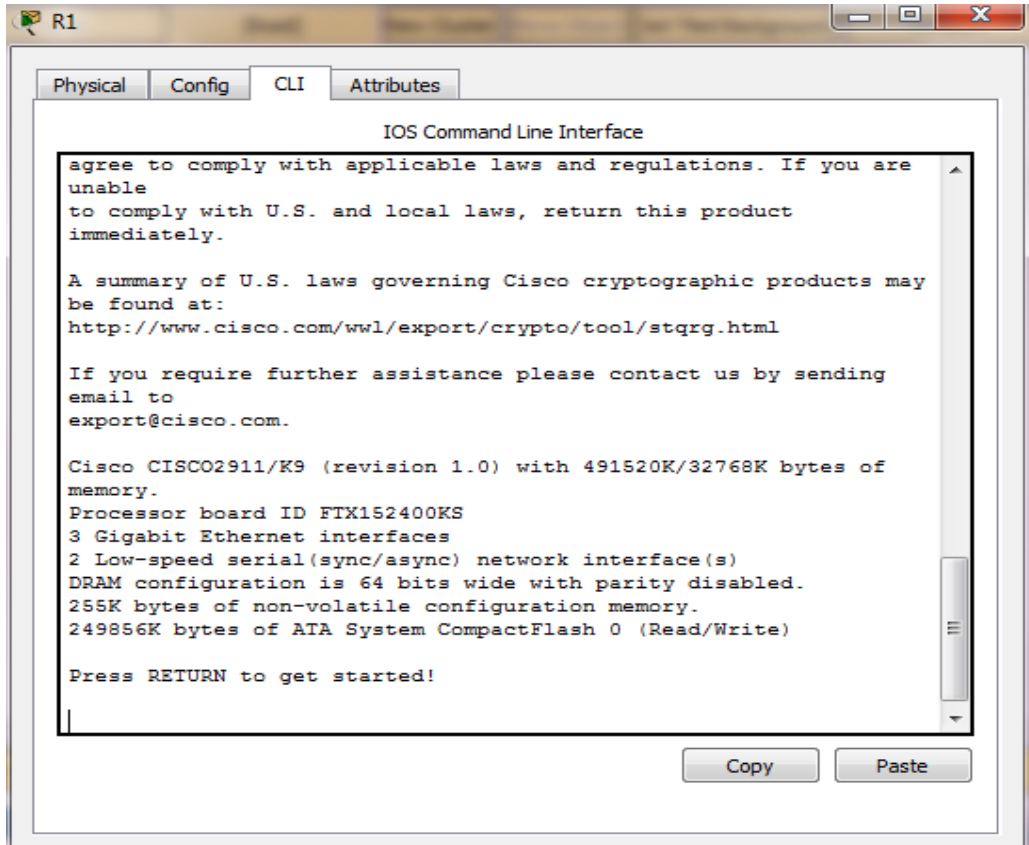 R1
Physical Config CLI Attributes
IOS Command Line Interface
agree to comply with applicable laws and regulations. If you are
unable
to comply with U.S. and local laws, return this product
immediately.
A summary of U.S. laws governing Cisco cryptographic products may
be found at:
http://www.cisco.com/wwl/export/crypto/tool/stqrg.html
If you require further assistance please contact us by sending
email to
export@cisco.com.
Cisco CISCO2911/K9 (revision 1.0) with 491520K/32768K bytes of
memory.
Processor board ID FTX152400KS
3 Gigabit Ethernet interfaces
2 Low-speed serial(sync/async) network interface(s)
DRAM configuration is 64 bits wide with parity disabled.
255K bytes of non-volatile configuration memory.
249856K bytes of ATA System CompactFlash 0 (Read/Write)
Press RETURN to get started!
Copy Paste